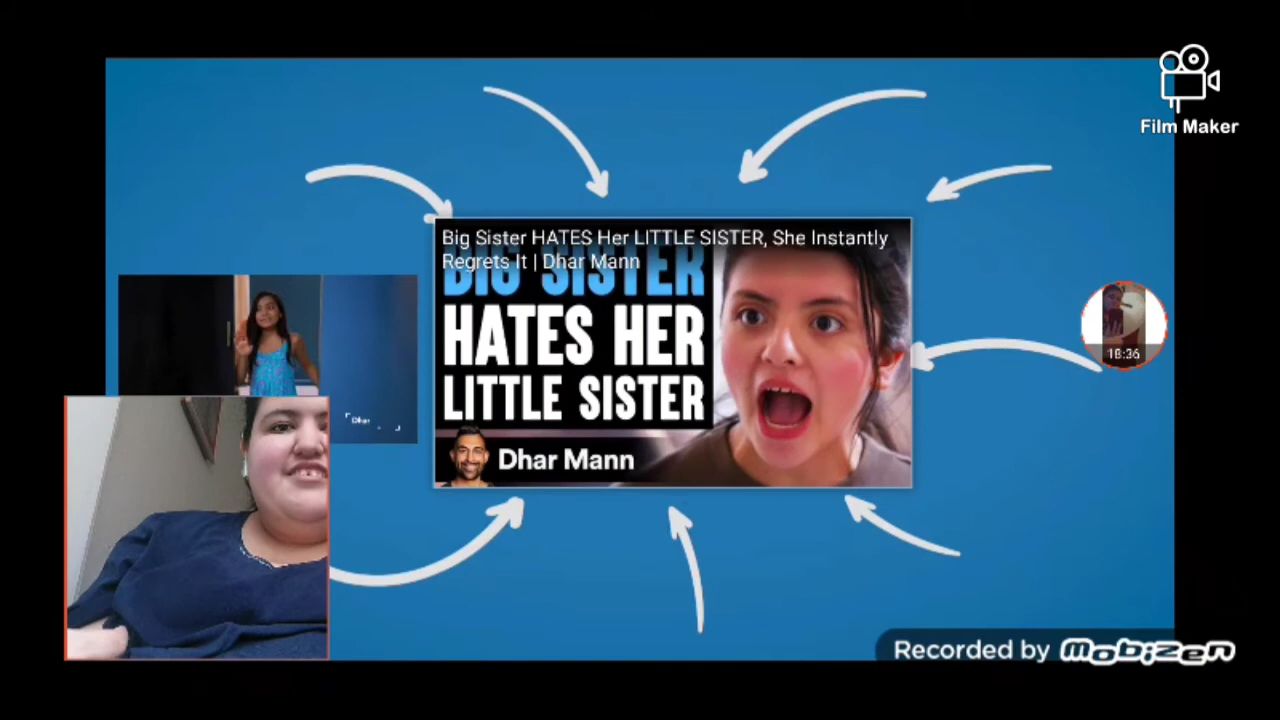 Film Maker
Big Sister HATES Her LITTLE SISTER, She Instantly
Regrets It | Dhar Mann
BIG SISTER
HATES HER
LITTLE SISTER
Dhar Mann
18:36
Dhar
Recorded by mobizen